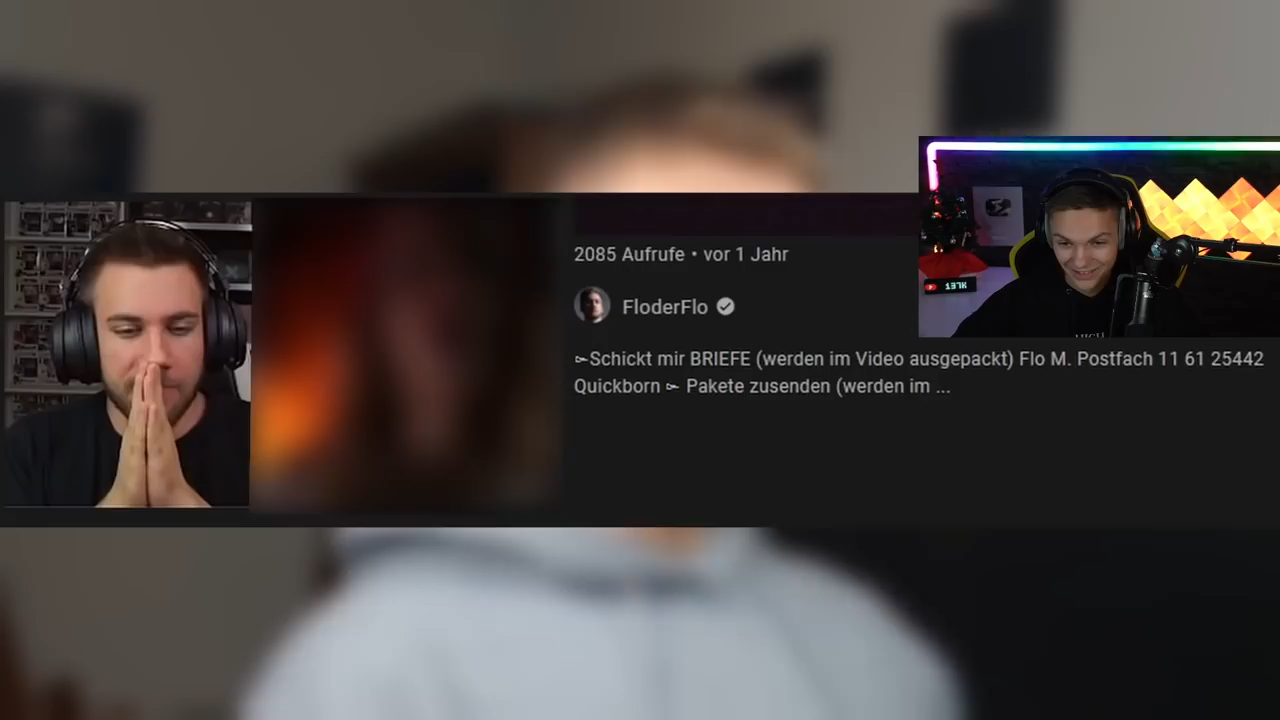 2085 Aufrufe • vor 1 Jahr
FloderFlo
➳Schickt mir BRIEFE (werden im Video ausgepackt) Flo M. Postfach 11 61 25442
Quickborn ➳ Pakete zusenden (werden im ...
137K